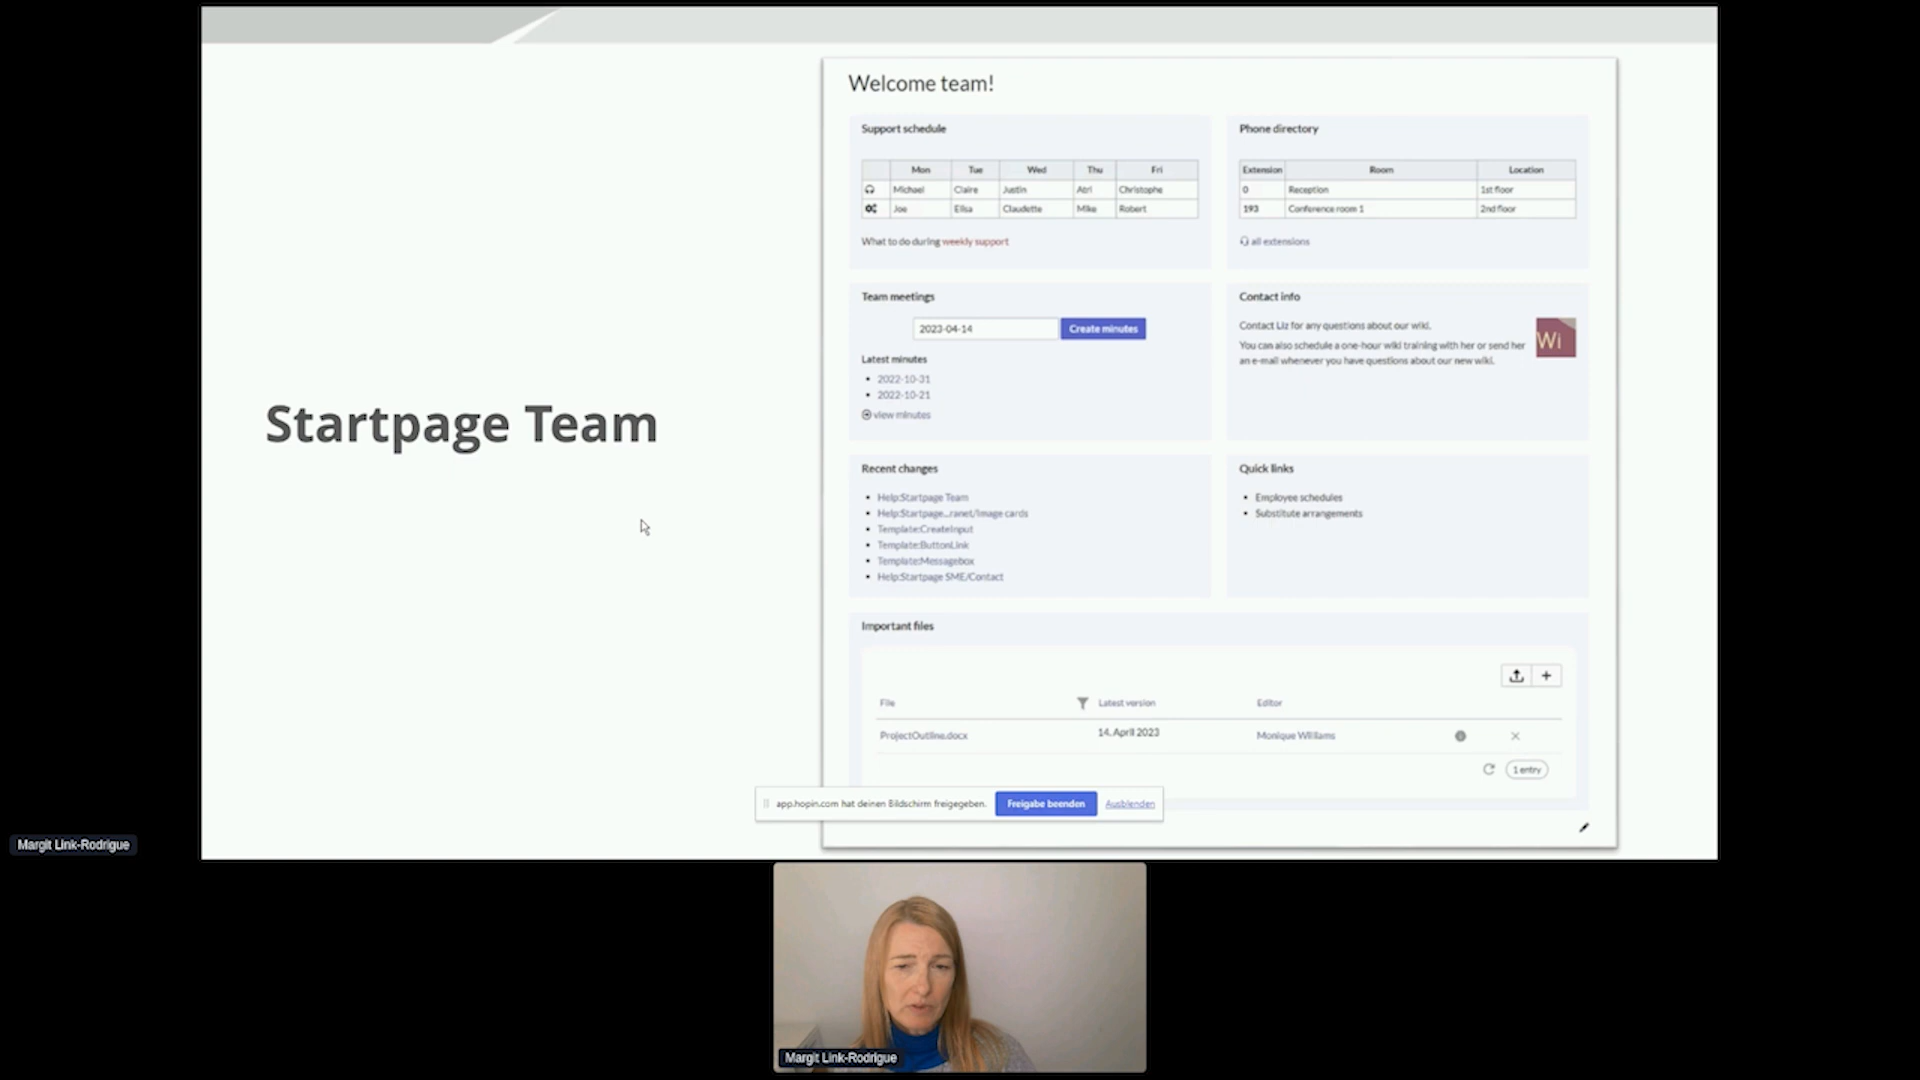 Welcome team!
Support schedule
Mon Tue Wed Thu Fri
Michael Claire Justin Atri Christophe
Joe Elisa Claudette Mike Robert
What to do during weekly support
Phone directory
Extension Room Location
0 Reception 1st floor
193 Conference room 1 2nd floor
all extensions
Team meetings
2023-04-14 Create minutes
Latest minutes
2022-10-31
2022-10-21
view minutes
Contact info
Contact Liz for any questions about our wiki.
You can also schedule a one-hour wiki training with her or send her
an e-mail whenever you have questions about our new wiki.
Wi
Startpage Team
Recent changes
Help:Startpage Team
Help:Startpage...ranet/Image cards
Template:CreateInput
Template:ButtonLink
Template:Messagebox
Help:Startpage SME/Contact
Quick links
Employee schedules
Substitute arrangements
Important files
File Latest version Editor
ProjectOutline.docx 14. April 2023 Monique Williams
1 entry
app.hopin.com hat deinen Bildschirm freigegeben. Freigabe beenden Ausblenden
Margit Link-Rodrigue
Margit Link-Rodrigue